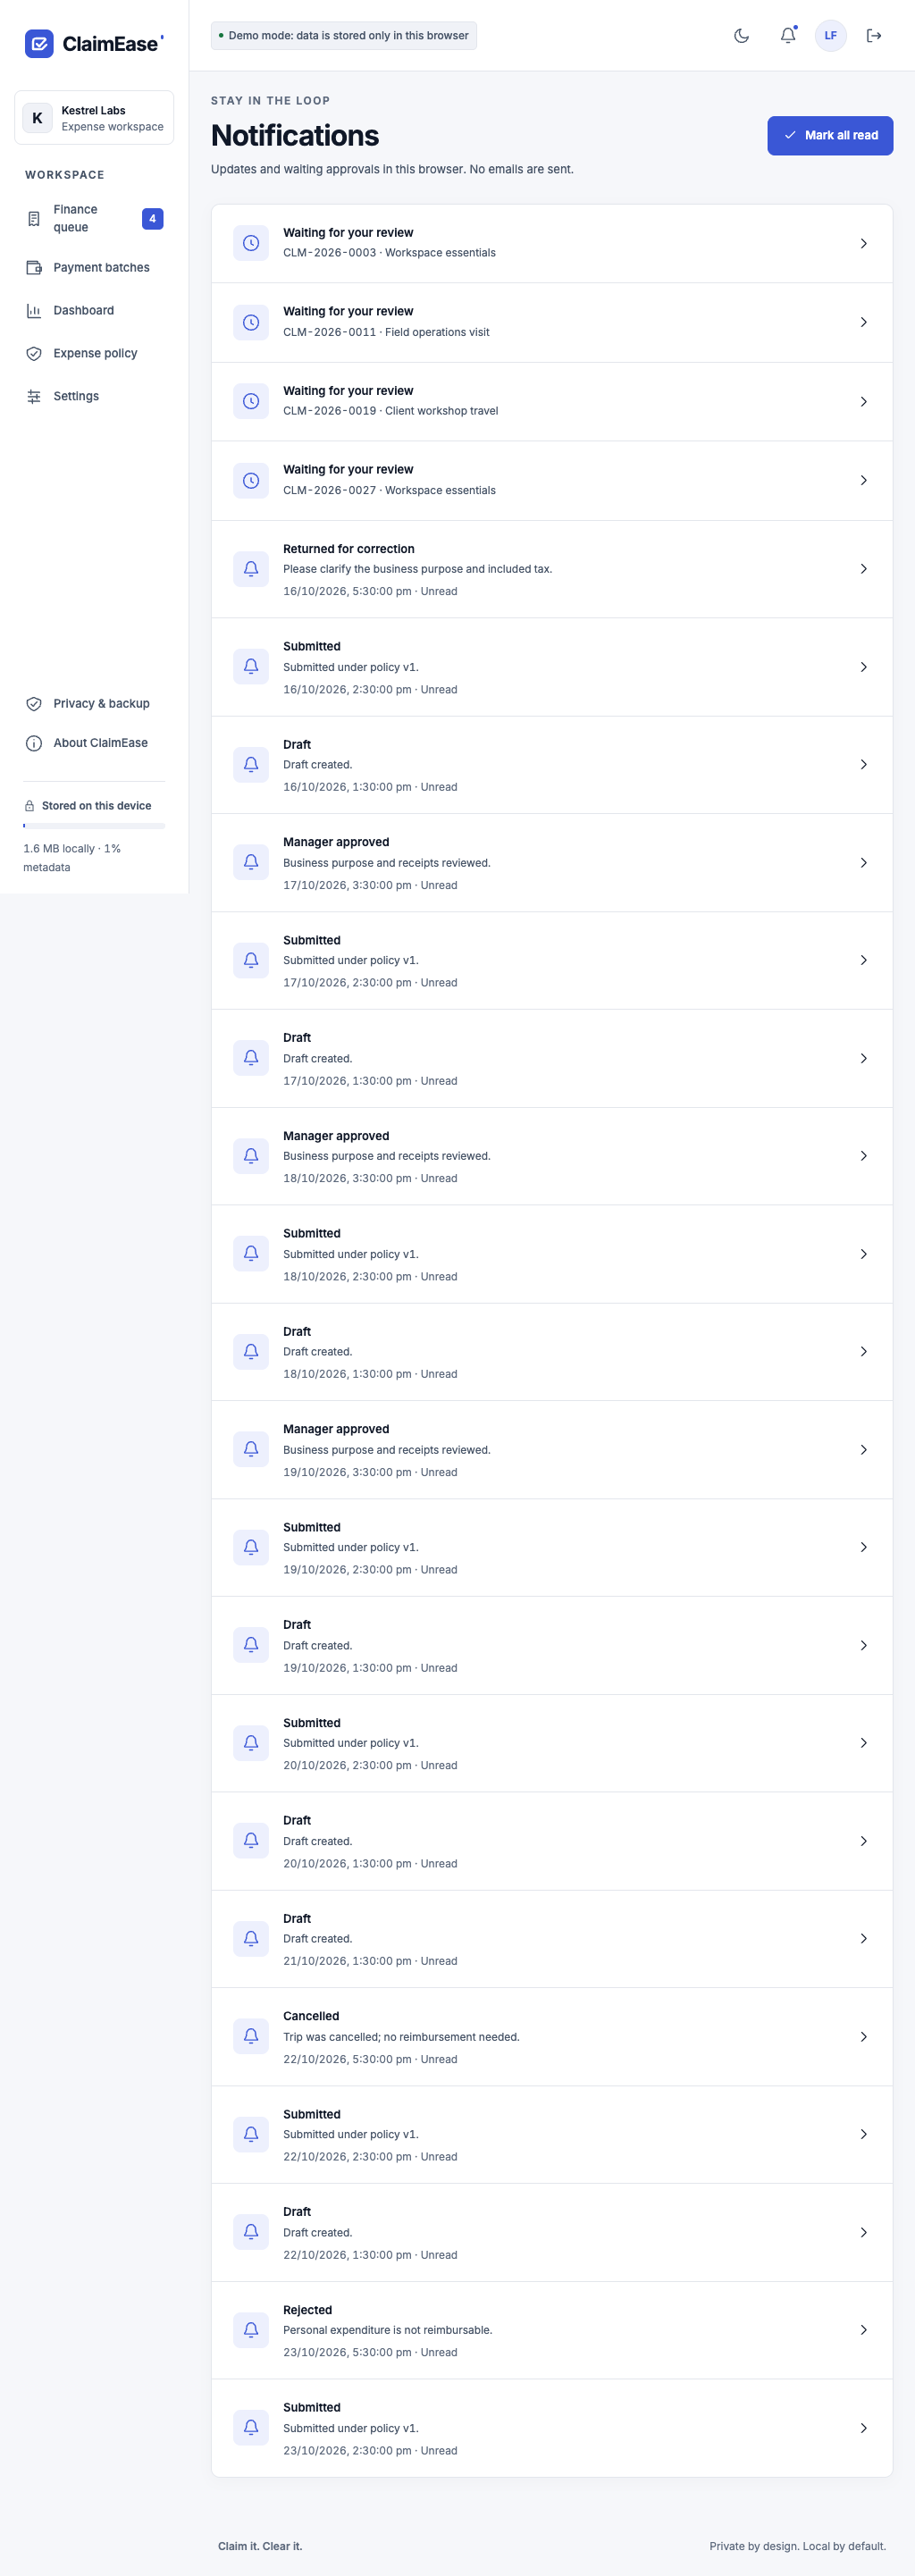 ClaimEase
Demo mode: data is stored only in this browser
LF
K
Kestrel Labs
Expense workspace
WORKSPACE
Finance
queue
4
Payment batches
Dashboard
Expense policy
Settings
Privacy & backup
About ClaimEase
Stored on this device
1.6 MB locally · 1%
metadata
STAY IN THE LOOP
Notifications
Updates and waiting approvals in this browser. No emails are sent.
Mark all read
Waiting for your review
CLM-2026-0003 · Workspace essentials
Waiting for your review
CLM-2026-0011 · Field operations visit
Waiting for your review
CLM-2026-0019 · Client workshop travel
Waiting for your review
CLM-2026-0027 · Workspace essentials
Returned for correction
Please clarify the business purpose and included tax.
16/10/2026, 5:30:00 pm · Unread
Submitted
Submitted under policy v1.
16/10/2026, 2:30:00 pm · Unread
Draft
Draft created.
16/10/2026, 1:30:00 pm · Unread
Manager approved
Business purpose and receipts reviewed.
17/10/2026, 3:30:00 pm · Unread
Submitted
Submitted under policy v1.
17/10/2026, 2:30:00 pm · Unread
Draft
Draft created.
17/10/2026, 1:30:00 pm · Unread
Manager approved
Business purpose and receipts reviewed.
18/10/2026, 3:30:00 pm · Unread
Submitted
Submitted under policy v1.
18/10/2026, 2:30:00 pm · Unread
Draft
Draft created.
18/10/2026, 1:30:00 pm · Unread
Manager approved
Business purpose and receipts reviewed.
19/10/2026, 3:30:00 pm · Unread
Submitted
Submitted under policy v1.
19/10/2026, 2:30:00 pm · Unread
Draft
Draft created.
19/10/2026, 1:30:00 pm · Unread
Submitted
Submitted under policy v1.
20/10/2026, 2:30:00 pm · Unread
Draft
Draft created.
20/10/2026, 1:30:00 pm · Unread
Draft
Draft created.
21/10/2026, 1:30:00 pm · Unread
Cancelled
Trip was cancelled; no reimbursement needed.
22/10/2026, 5:30:00 pm · Unread
Submitted
Submitted under policy v1.
22/10/2026, 2:30:00 pm · Unread
Draft
Draft created.
22/10/2026, 1:30:00 pm · Unread
Rejected
Personal expenditure is not reimbursable.
23/10/2026, 5:30:00 pm · Unread
Submitted
Submitted under policy v1.
23/10/2026, 2:30:00 pm · Unread
Claim it. Clear it.
Private by design. Local by default.